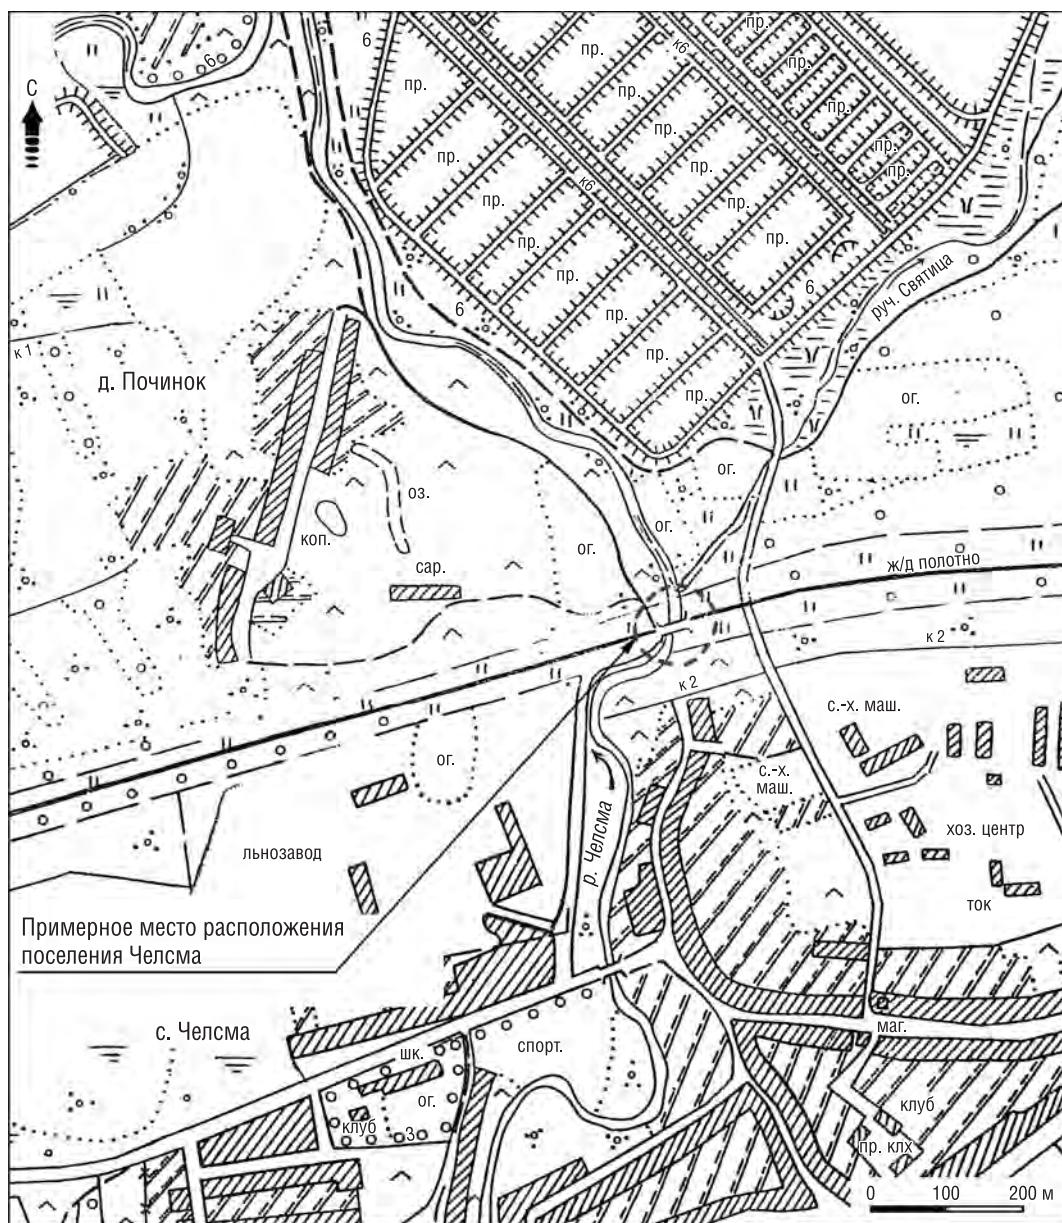 С
6
6
к6
пр.
пр.
пр.
пр.
пр.
пр.
пр.
пр.
пр.
пр.
к6
пр.
пр.
пр.
пр.
пр.
пр.
пр.
пр.
6
6
пр.
пр.
руч. Святица
к 1
д. Починок
ог.
ог.
оз.
коп.
ог.
ог.
сар.
ж/д полотно
к 2
к 2
с.-х. маш.
с.-х.
маш.
ог.
р. Челсма
льнозавод
хоз. центр
ток
Примерное место расположения
поселения Челсма
с. Челсма
шк.
спорт.
маг.
ог.
клуб
3
клуб
пр. клх
0 100 200 м